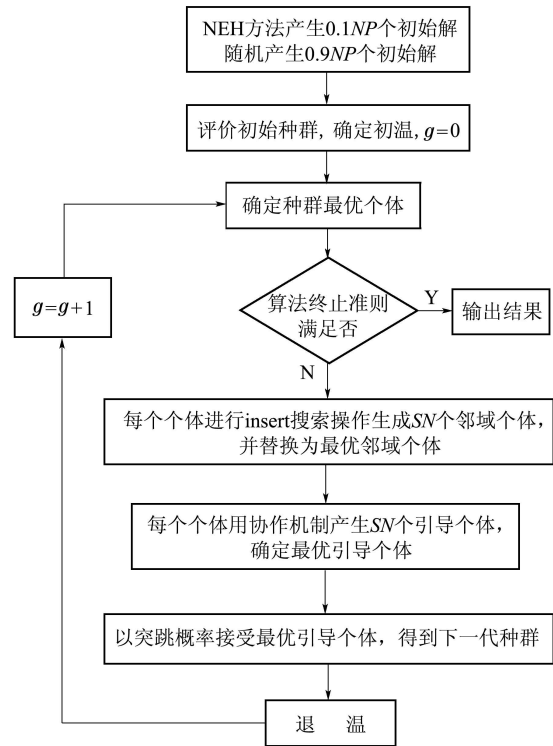 NEH方法产生0.1NP个初始解
随机产生0.9NP个初始解
评价初始种群, 确定初温, g=0
确定种群最优个体
算法终止准则
满足否
Y
输出结果
g=g+1
N
每个个体进行insert搜索操作生成SN个邻域个体,
并替换为最优邻域个体
每个个体用协作机制产生SN个引导个体,
确定最优引导个体
以突跳概率接受最优引导个体, 得到下一代种群
退 温